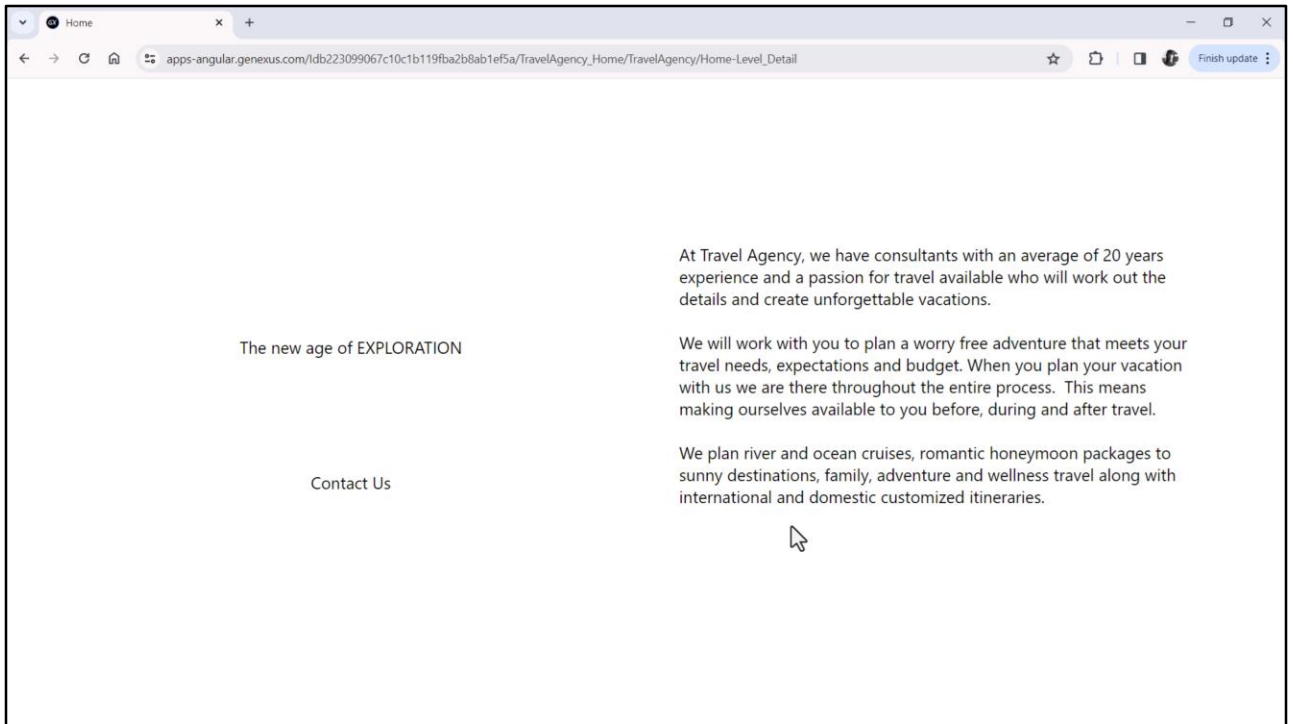 GX Home
apps-angular.genexus.com/Idb223099067c10c1b119fba2b8ab1ef5a/TravelAgency_Home/TravelAgency/Home-Level_Detail
Finish update
The new age of EXPLORATION
Contact Us
At Travel Agency, we have consultants with an average of 20 years
experience and a passion for travel available who will work out the
details and create unforgettable vacations.
We will work with you to plan a worry free adventure that meets your
travel needs, expectations and budget. When you plan your vacation
with us we are there throughout the entire process.  This means
making ourselves available to you before, during and after travel.
We plan river and ocean cruises, romantic honeymoon packages to
sunny destinations, family, adventure and wellness travel along with
international and domestic customized itineraries.